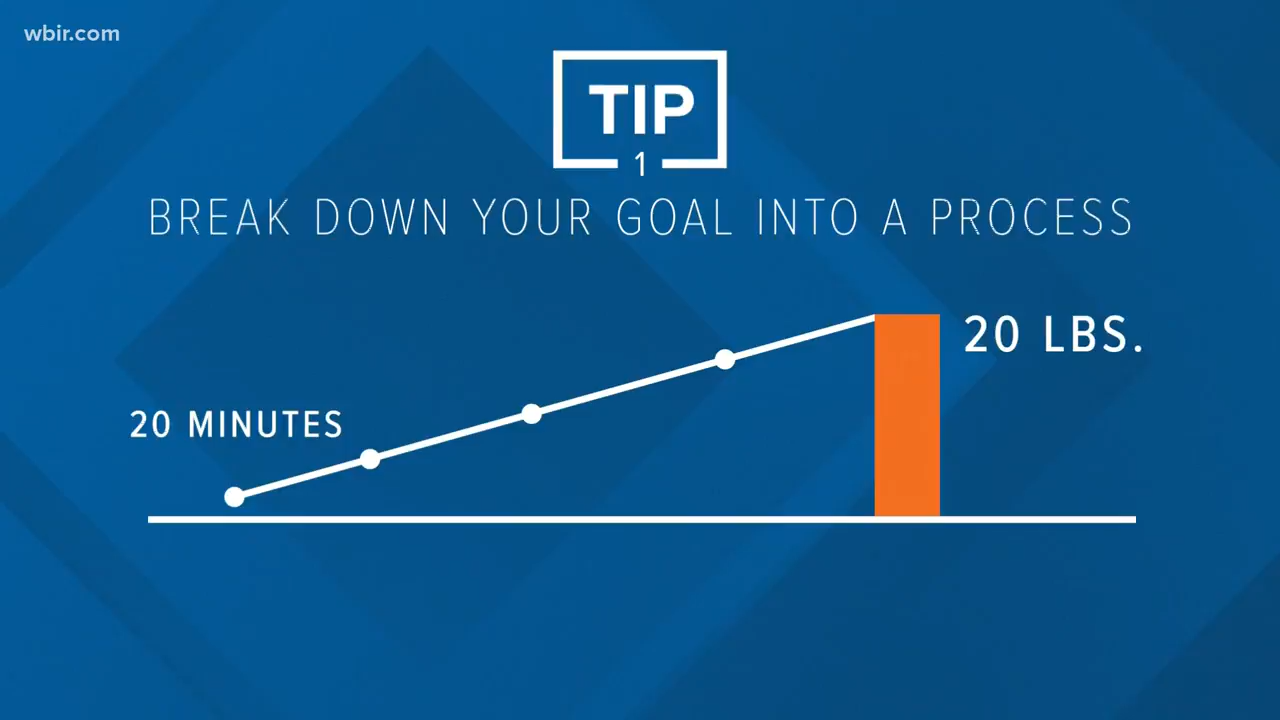 wbir.com
TIP
1
BREAK DOWN YOUR GOAL INTO A PROCESS
20 LBS.
20 MINUTES